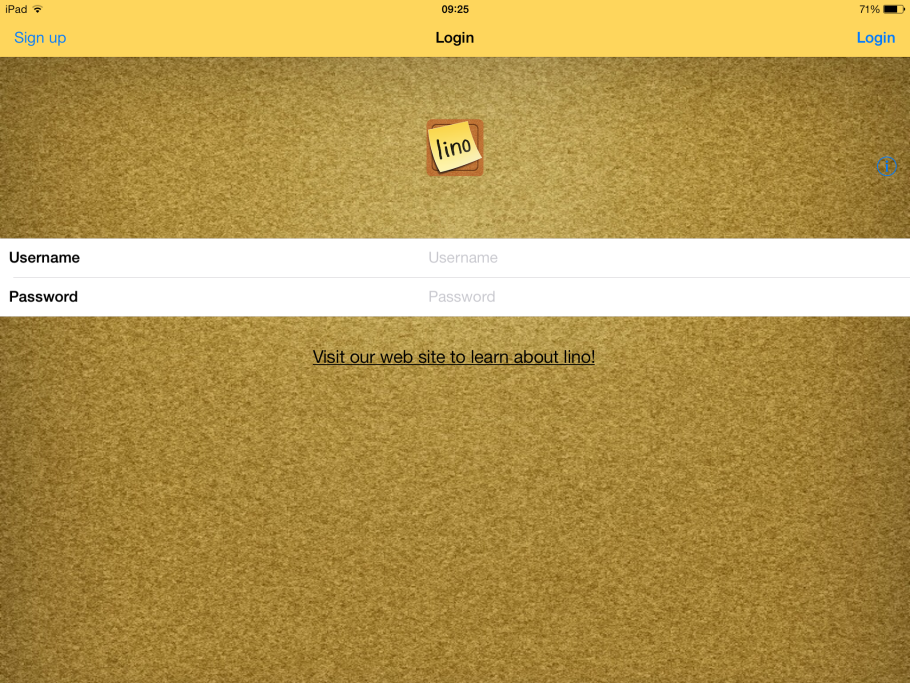 iPad 09:25 71%
Sign up Login Login
lino
Username Username
Password Password
Visit our web site to learn about lino!